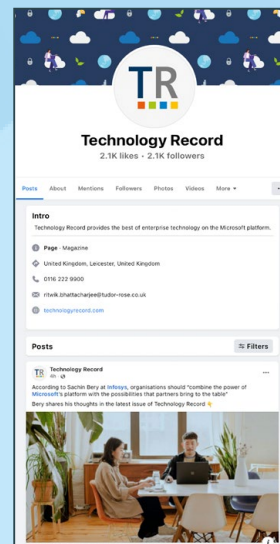 TR
Technology Record
2.1K likes • 2.1K followers
Posts About Mentions Followers Photos Videos More
Intro
Technology Record provides the best of enterprise technology on the Microsoft platform.
Page · Magazine
United Kingdom, Leicester, United Kingdom
0116 222 9900
ritwik.bhattacharjee@tudor-rose.co.uk
technologyrecord.com
Posts
Filters
TR
Technology Record
4h ·
According to Sachin Bery at Infosys, organisations should "combine the power of
Microsoft's platform with the possibilities that partners bring to the table"
Bery shares his thoughts in the latest issue of Technology Record